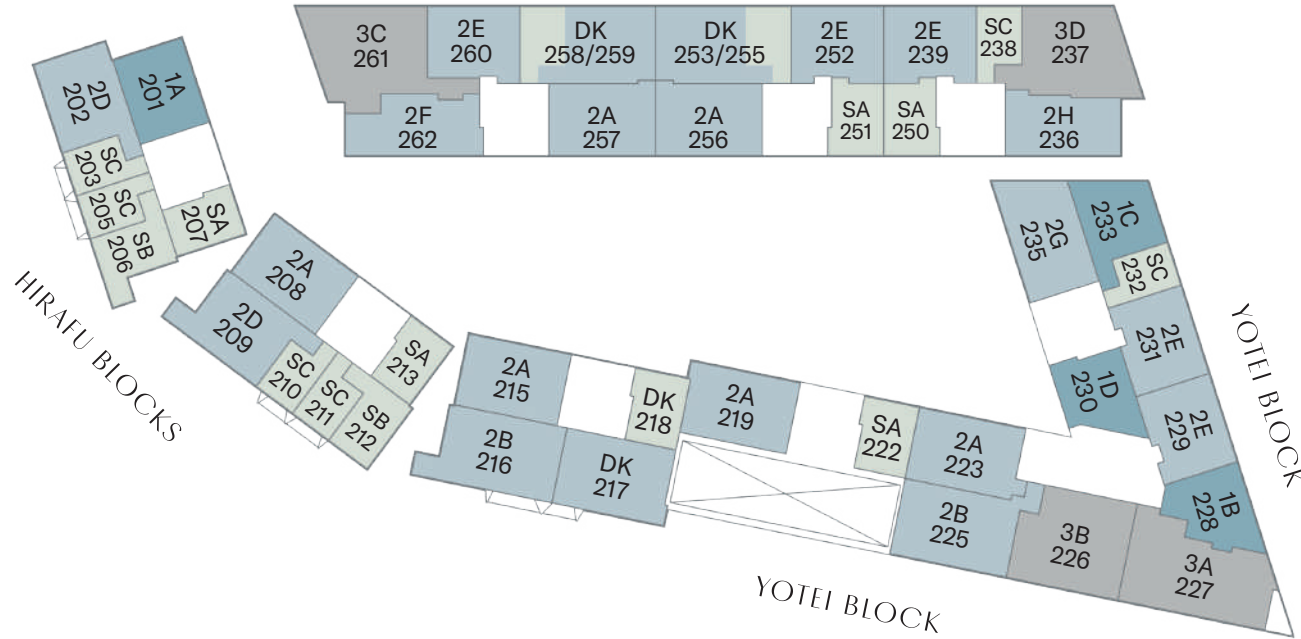 3C
261
2E
260
DK
258/259
DK
253/255
2E
252
2E
239
SC
238
3D
237
2F
262
2A
257
2A
256
SA
251
SA
250
2H
236
2D
202
1A
201
SC
203
SC
205
SB
206
SA
207
2A
208
2D
209
SC
210
SC
211
SB
212
SA
213
HIRAFU BLOCKS
2A
215
2B
216
DK
217
DK
218
2A
219
SA
222
2A
223
2B
225
3B
226
3A
227
1B
228
2E
229
1D
230
2E
231
SC
232
1C
233
2G
235
YOTEI BLOCK
YOTEI BLOCK